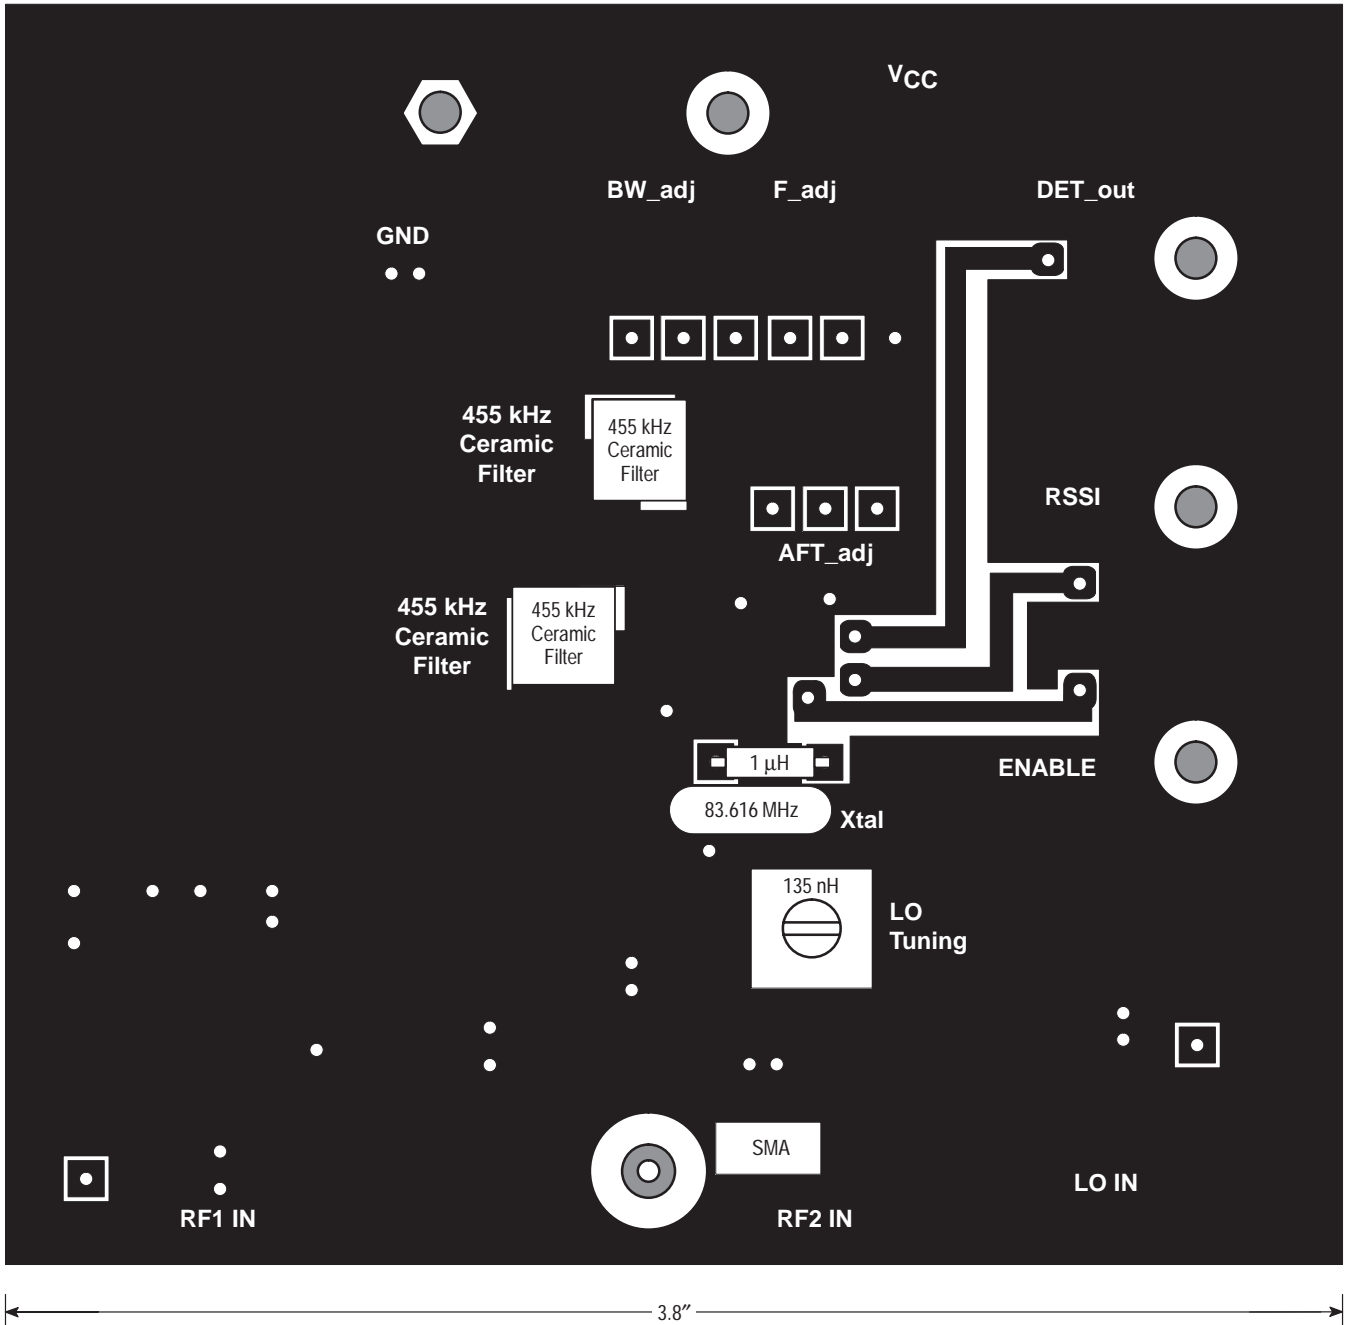 VCC
BW_adj
F_adj
DET_out
GND
455 kHz
Ceramic
Filter
455 kHz
Ceramic
Filter
RSSI
AFT_adj
455 kHz
Ceramic
Filter
455 kHz
Ceramic
Filter
1 μH
ENABLE
83.616 MHz
Xtal
135 nH
LO
Tuning
SMA
LO IN
RF1 IN
RF2 IN
3.8″